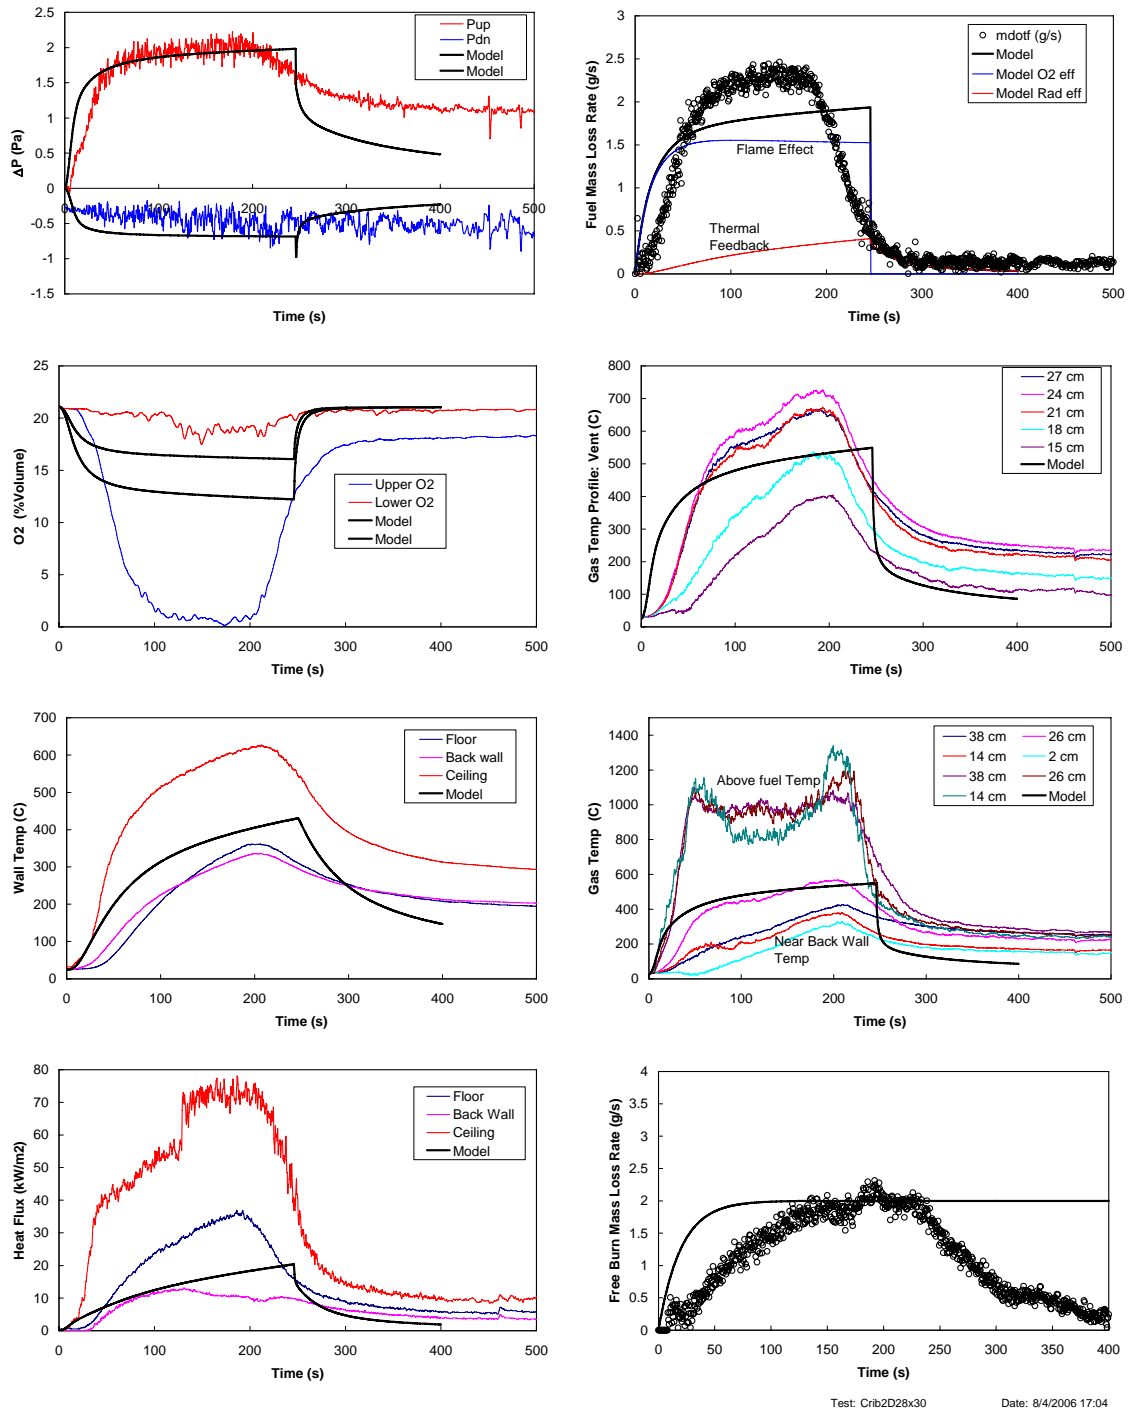 2.5
2
1.5
1
0.5
0
-0.5
-1
-1.5
0
100
200
300
400
500
ΔP (Pa)
Time (s)
Pup
Pdn
Model
Model
4
3.5
3
2.5
2
1.5
1
0.5
0
0
100
200
300
400
500
Fuel Mass Loss Rate (g/s)
Time (s)
mdotf (g/s)
Model
Model O2 eff
Model Rad eff
Flame Effect
Thermal
Feedback
25
20
15
10
5
0
0
100
200
300
400
500
O2 (%Volume)
Time (s)
Upper O2
Lower O2
Model
Model
800
700
600
500
400
300
200
100
0
0
100
200
300
400
500
Gas Temp Profile: Vent (C)
Time (s)
27 cm
24 cm
21 cm
18 cm
15 cm
Model
700
600
500
400
300
200
100
0
0
100
200
300
400
500
Wall Temp (C)
Time (s)
Floor
Back wall
Ceiling
Model
1400
1200
1000
800
600
400
200
0
0
100
200
300
400
500
Gas Temp (C)
Time (s)
38 cm 26 cm
14 cm 2 cm
38 cm 26 cm
14 cm Model
Above fuel Temp
Near Back Wall
Temp
80
70
60
50
40
30
20
10
0
0
100
200
300
400
500
Heat Flux (kW/m2)
Time (s)
Floor
Back Wall
Ceiling
Model
4
3.5
3
2.5
2
1.5
1
0.5
0
0
50
100
150
200
250
300
350
400
Free Burn Mass Loss Rate (g/s)
Time (s)
Test: Crib2D28x30 Date: 8/4/2006 17:04